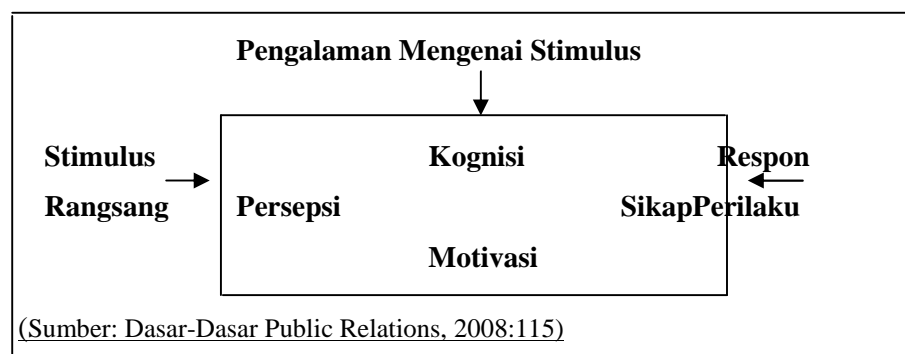 Pengalaman Mengenai Stimulus
Stimulus Kognisi Respon
Rangsang Persepsi SikapPerilaku
Motivasi
(Sumber: Dasar-Dasar Public Relations, 2008:115)